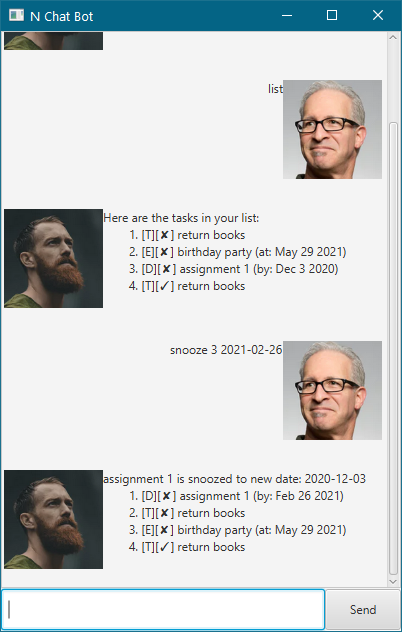 N Chat Bot
list
Here are the tasks in your list:
1. [T][✘] return books
2. [E][✘] birthday party (at: May 29 2021)
3. [D][✘] assignment 1 (by: Dec 3 2020)
4. [T][✓] return books
snooze 3 2021-02-26
assignment 1 is snoozed to new date: 2020-12-03
1. [D][✘] assignment 1 (by: Feb 26 2021)
2. [T][✘] return books
3. [E][✘] birthday party (at: May 29 2021)
4. [T][✓] return books
Send